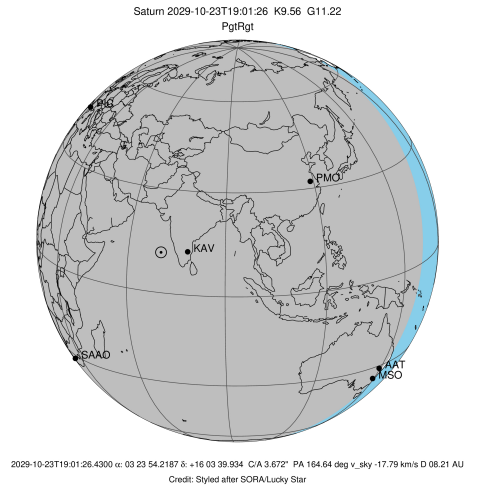 Saturn 2029-10-23T19:01:26  K9.56  G11.22
PgtRgt
PIC
PMO
KAV
SAAO
AAT
MSO
2029-10-23T19:01:26.4300 α: 03 23 54.2187 δ: +16 03 39.934  C/A 3.672"  PA 164.64 deg v_sky -17.79 km/s D 08.21 AU
Credit: Styled after SORA/Lucky Star